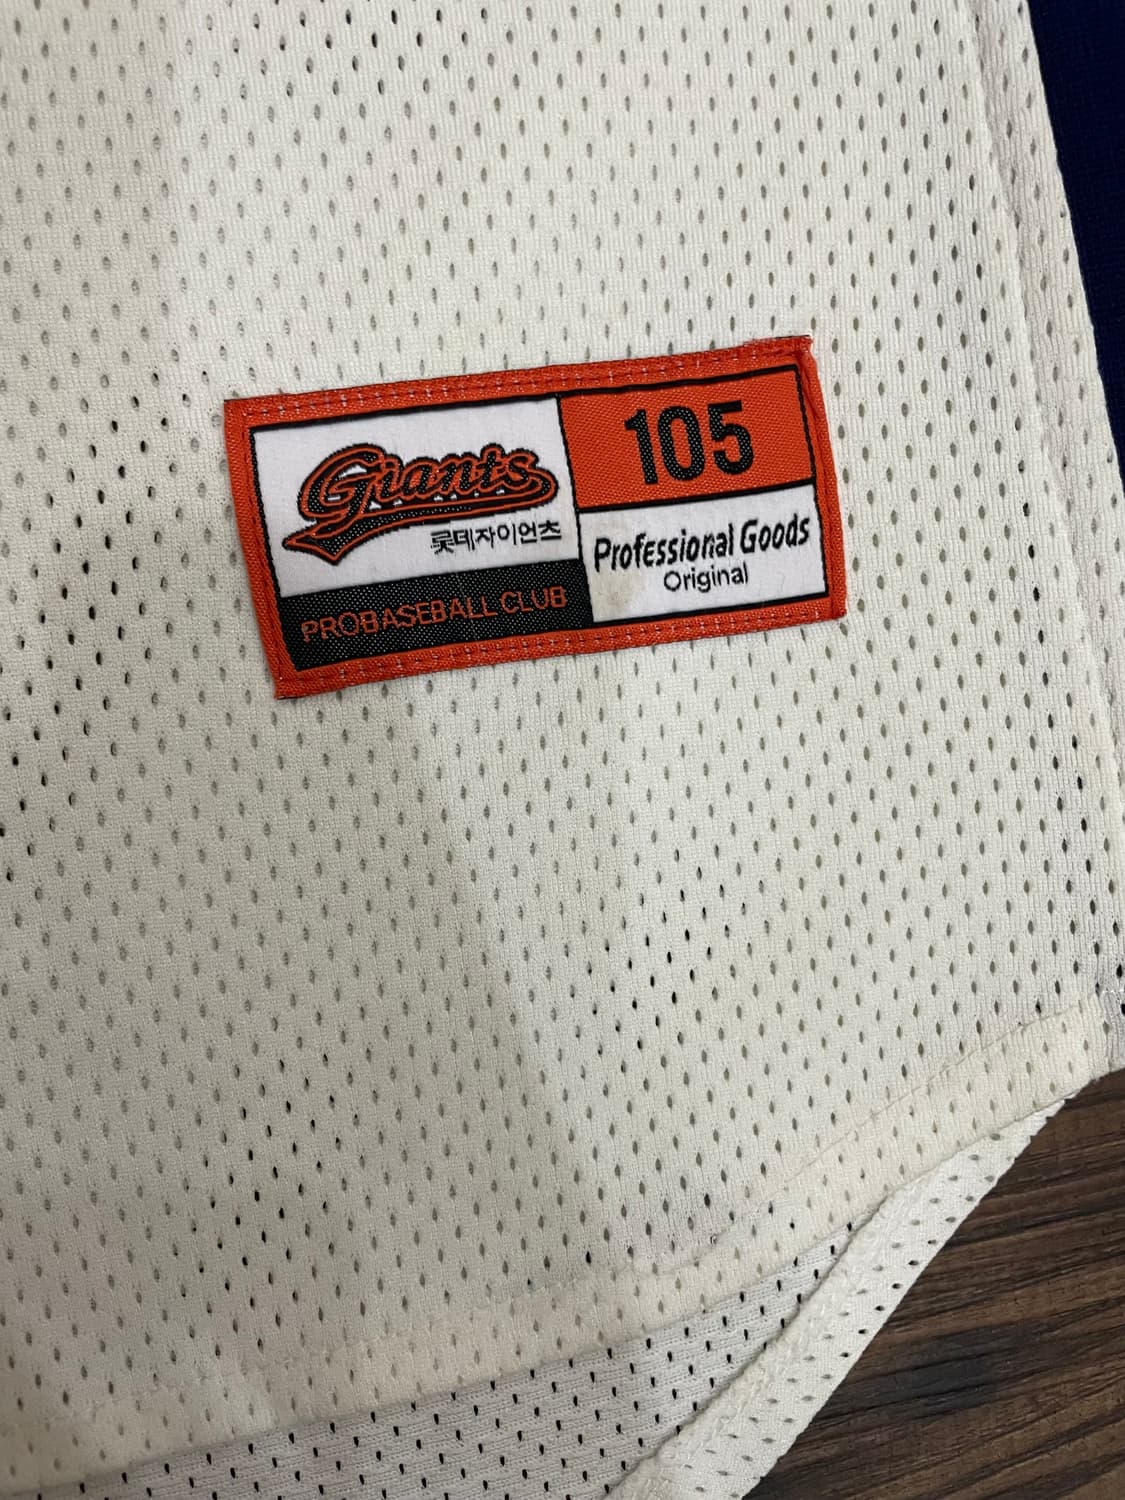 Giants
롯데자이언츠
PROBASEBALL CLUB
105
Professional Goods
Original